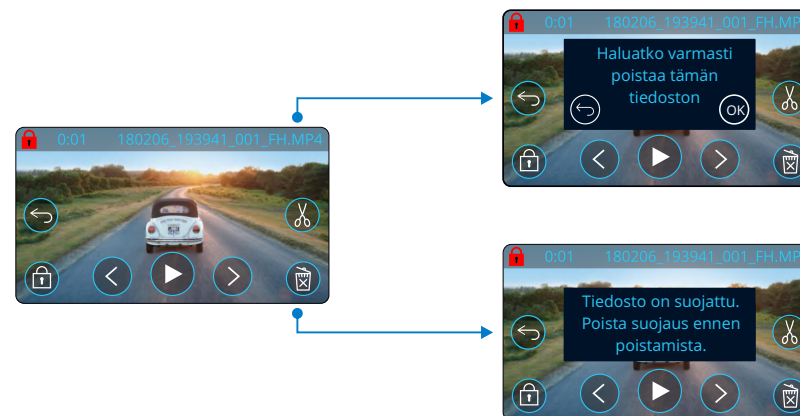 0:01 180206_193941_001_FH.MP
Haluatko varmasti
poistaa tämän
tiedoston
OK
0:01 180206_193941_001_FH.MP4
0:01 180206_193941_001_FH.MP
Tiedosto on suojattu.
Poista suojaus ennen
poistamista.